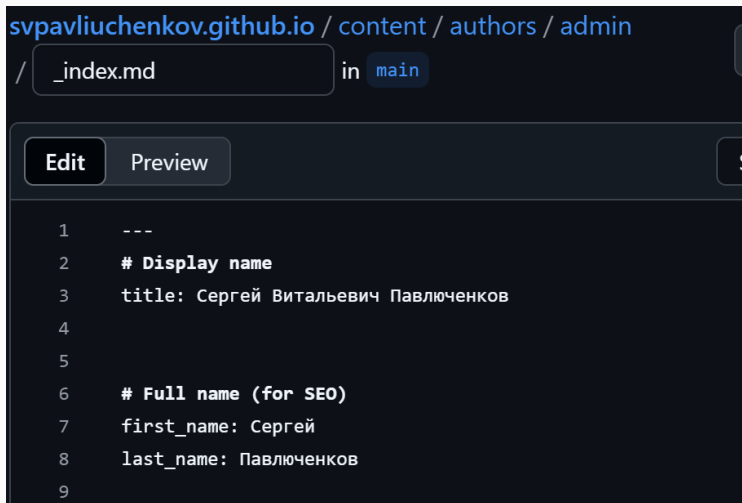 svpavliuchenkov.github.io / content / authors / admin
/ _index.md in main
Edit Preview
1 ---
2 # Display name
3 title: Сергей Витальевич Павлюченков
4
5
6 # Full name (for SEO)
7 first_name: Сергей
8 last_name: Павлюченков
9